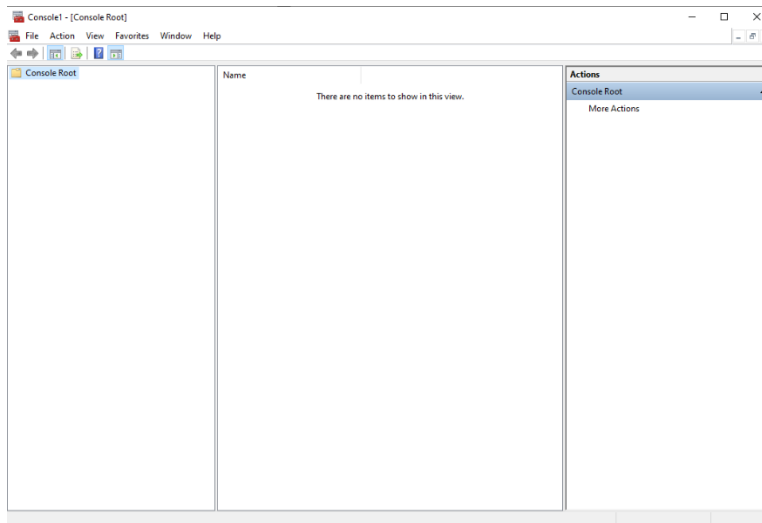 Console1 - [Console Root]
File Action View Favorites Window Help
Console Root
Name
There are no items to show in this view.
Actions
Console Root
More Actions